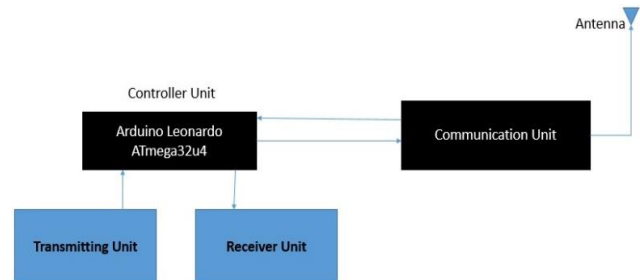 Antenna
Controller Unit
Arduino Leonardo
ATmega32u4
Communication Unit
Transmitting Unit
Receiver Unit